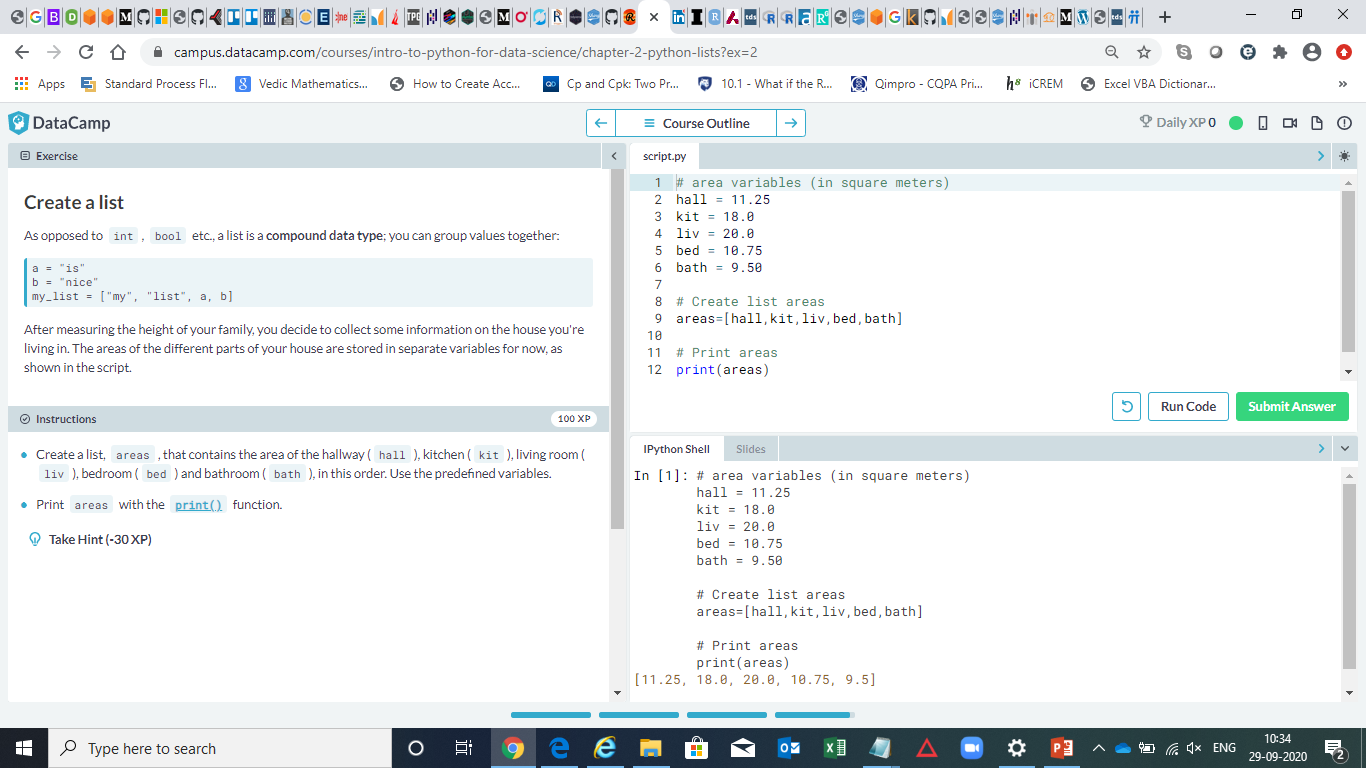 campus.datacamp.com/courses/intro-to-python-for-data-science/chapter-2-python-lists?ex=2
Apps
Standard Process Fl...
Vedic Mathematics...
How to Create Acc...
Cp and Cpk: Two Pr...
10.1 - What if the R...
Qimpro - CQPA Pri...
iCREM
Excel VBA Dictionar...
DataCamp
Course Outline
Daily XP 0
Exercise
Create a list
As opposed to int , bool etc., a list is a compound data type; you can group values together:
a = "is"
b = "nice"
my_list = ["my", "list", a, b]
After measuring the height of your family, you decide to collect some information on the house you're
living in. The areas of the different parts of your house are stored in separate variables for now, as
shown in the script.
Instructions
100 XP
Create a list, areas , that contains the area of the hallway ( hall ), kitchen ( kit ), living room (
liv ), bedroom ( bed ) and bathroom ( bath ), in this order. Use the predefined variables.
Print areas with the print() function.
Take Hint (-30 XP)
script.py
1 # area variables (in square meters)
2 hall = 11.25
3 kit = 18.0
4 liv = 20.0
5 bed = 10.75
6 bath = 9.50
7
8 # Create list areas
9 areas=[hall,kit,liv,bed,bath]
10
11 # Print areas
12 print(areas)
Run Code
Submit Answer
IPython Shell
Slides
In [1]: # area variables (in square meters)
hall = 11.25
kit = 18.0
liv = 20.0
bed = 10.75
bath = 9.50
# Create list areas
areas=[hall,kit,liv,bed,bath]
# Print areas
print(areas)
[11.25, 18.0, 20.0, 10.75, 9.5]
Type here to search
ENG
10:34
29-09-2020
2